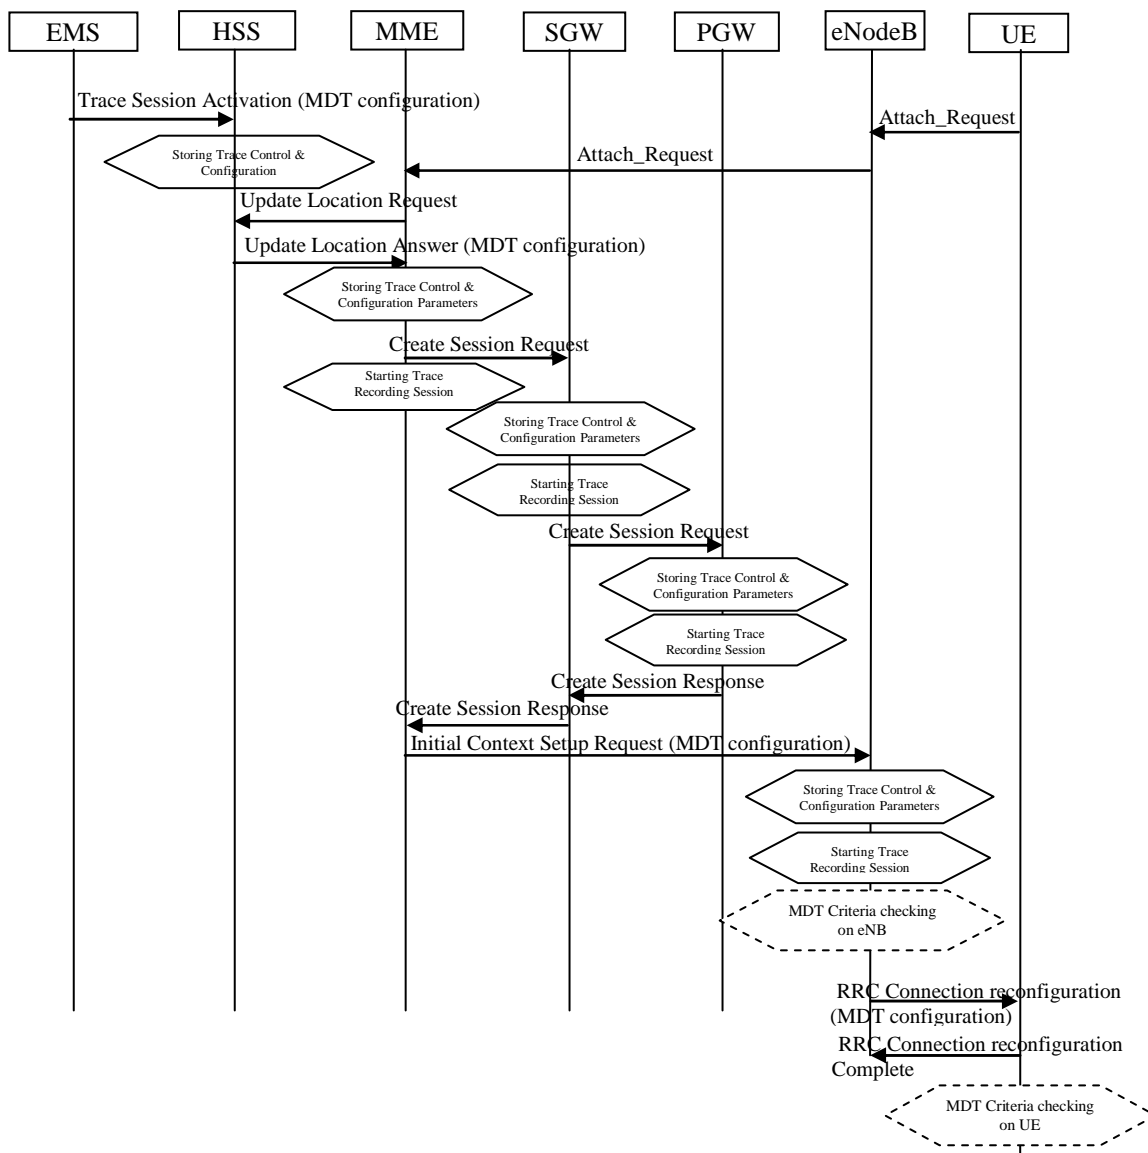 EMS
HSS
MME
SGW
PGW
eNodeB
UE
Trace Session Activation (MDT configuration)
Attach_Request
Storing Trace Control &
Configuration
Attach_Request
Update Location Request
Update Location Answer (MDT configuration)
Storing Trace Control &
Configuration Parameters
Create Session Request
Starting Trace
Recording Session
Storing Trace Control &
Configuration Parameters
Starting Trace
Recording Session
Create Session Request
Storing Trace Control &
Configuration Parameters
Starting Trace
Recording Session
Create Session Response
Create Session Response
Initial Context Setup Request (MDT configuration)
Storing Trace Control &
Configuration Parameters
Starting Trace
Recording Session
MDT Criteria checking
on eNB
RRC Connection reconfiguration
(MDT configuration)
RRC Connection reconfiguration
Complete
MDT Criteria checking
on UE